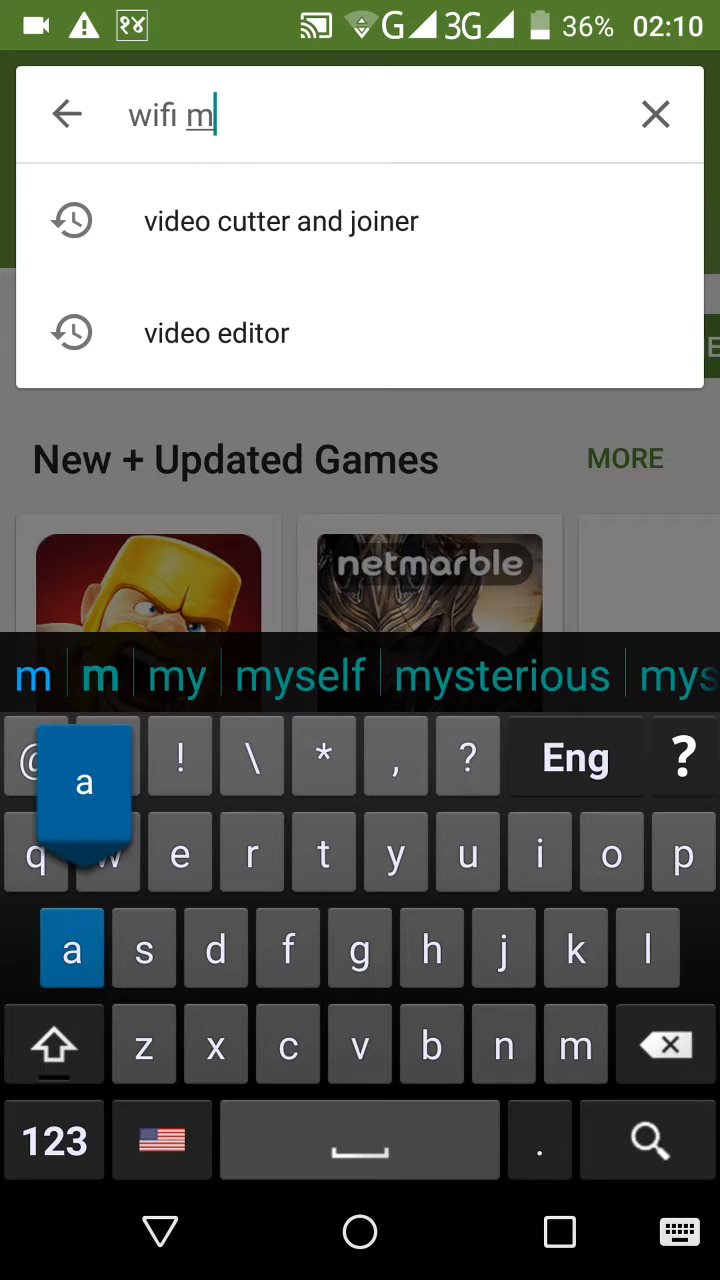 १४ G 3G 36% 02:10
wifi m
video cutter and joiner
video editor
E
New + Updated Games MORE
netmarble
m m my myself mysterious mys
@ ! \ * , ? Eng ?
a
q w e r t y u i o p
a s d f g h j k l
z x c v b n m
123 .